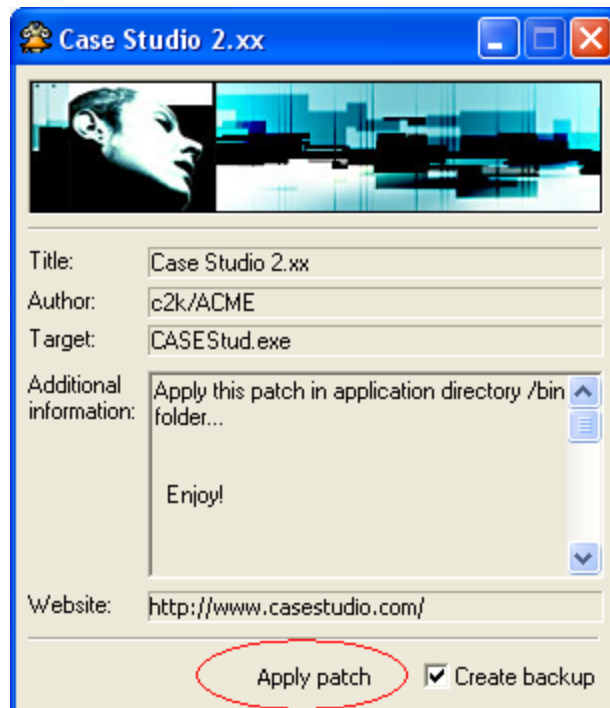 Case Studio 2.xx
Title: Case Studio 2.xx
Author: c2k/ACME
Target: CASEStud.exe
Additional information: Apply this patch in application directory /bin
folder...
Enjoy!
Website: http://www.casestudio.com/
Apply patch Create backup